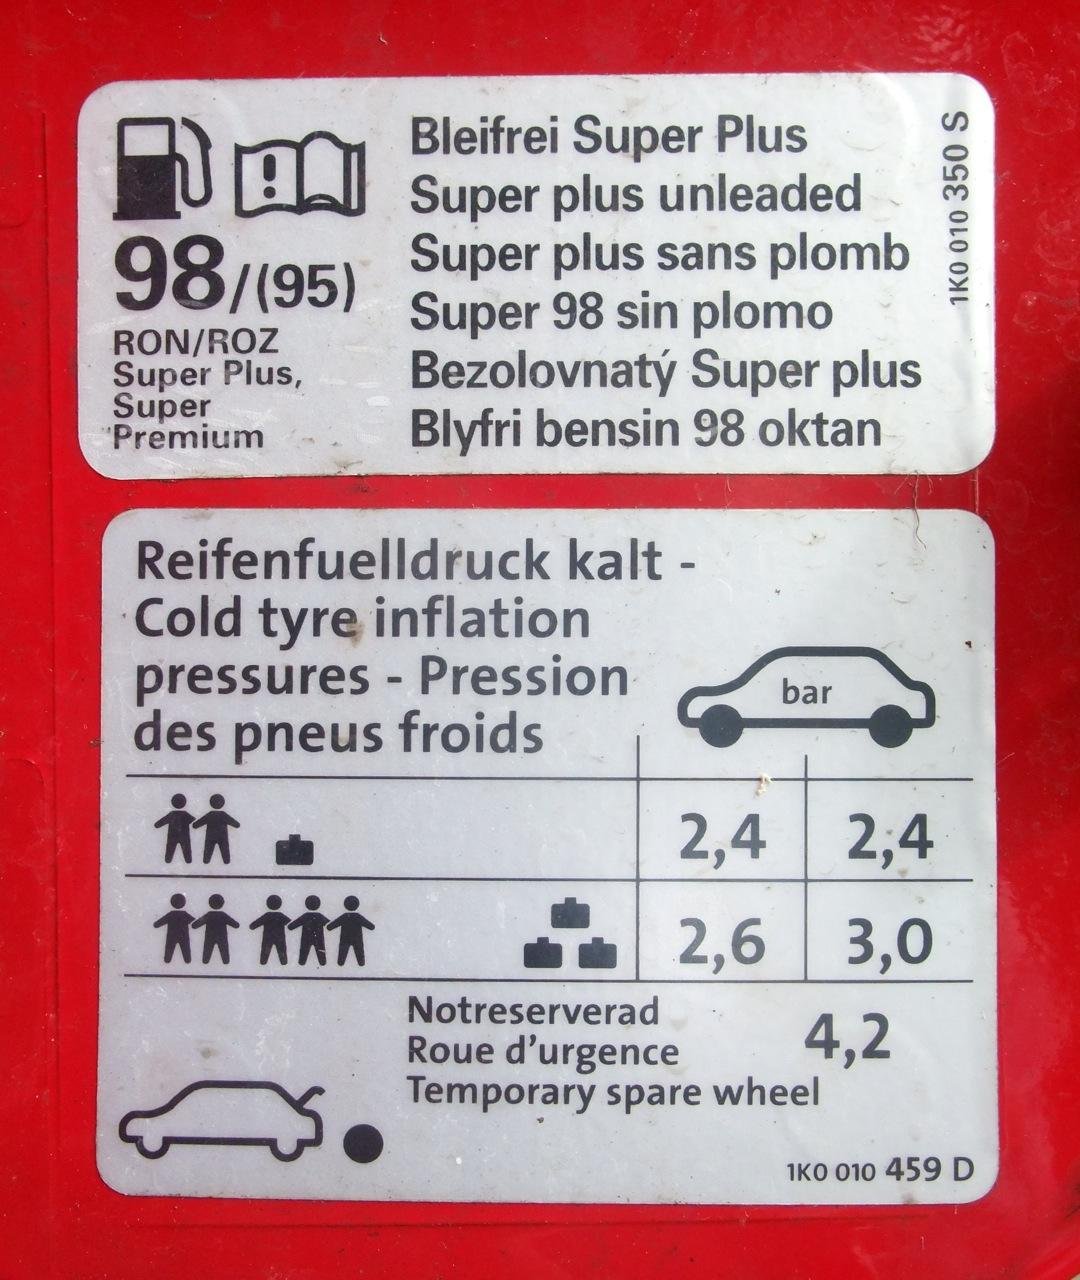 98/(95)
RON/ROZ
Super Plus,
Super
Premium
Bleifrei Super Plus
Super plus unleaded
Super plus sans plomb
Super 98 sin plomo
Bezolovnatý Super plus
Blyfri bensin 98 oktan
1K0 010 350 S
Reifenfuelldruck kalt -
Cold tyre inflation
pressures - Pression
des pneus froids
bar
2,4 2,4
2,6 3,0
Notreserverad
Roue d'urgence
Temporary spare wheel
4,2
1K0 010 459 D